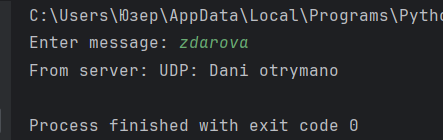 C:\Users\Юзер\AppData\Local\Programs\Pytho
Enter message: zdarova
From server: UDP: Dani otrymano
Process finished with exit code 0